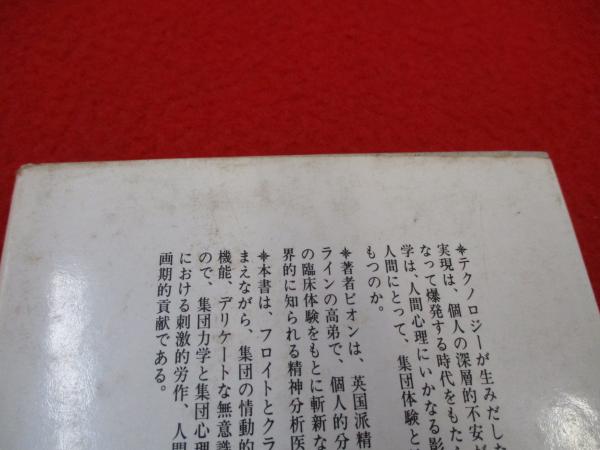 ✦テクノロジーが生みだした
実現は、個人の深層的不安が
なって爆発する時代をもたら
学は、人間心理にいかなる影
人間にとって、集団体験と
もつのか。
✦著者ビオンは、英国派精
ラインの高弟で、個人的分
の臨床体験をもとに斬新な
界的に知られる精神分析医
✦本書は、フロイトとクラ
まえながら、集団の情動的
機能、デリケートな無意識
ので、集団力学と集団心理
における刺激的労作、人間
画期的貢献である。